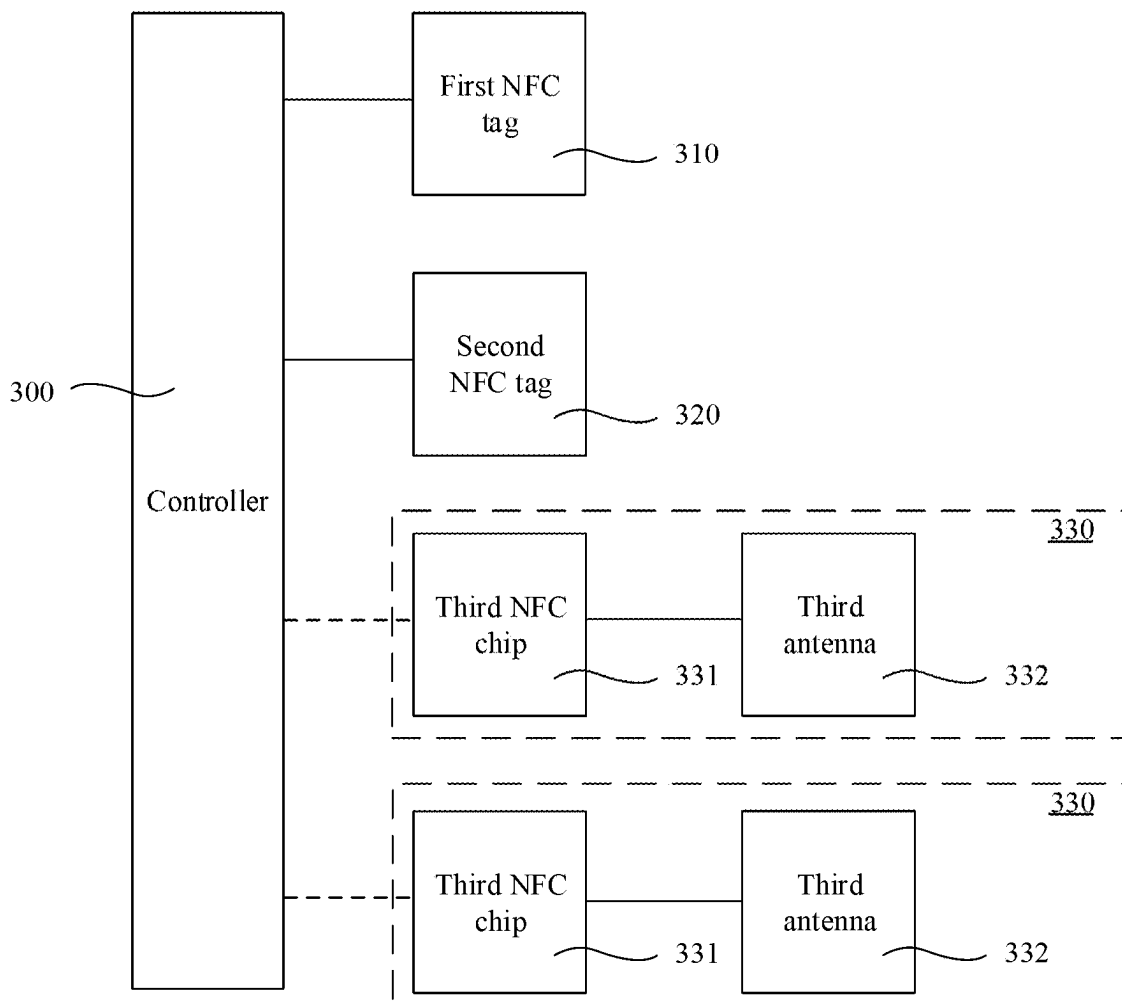 First NFC
tag
310
Second
NFC tag
300
320
Controller
330
Third NFC
chip
Third
antenna
331
332
330
Third NFC
chip
Third
antenna
331
332